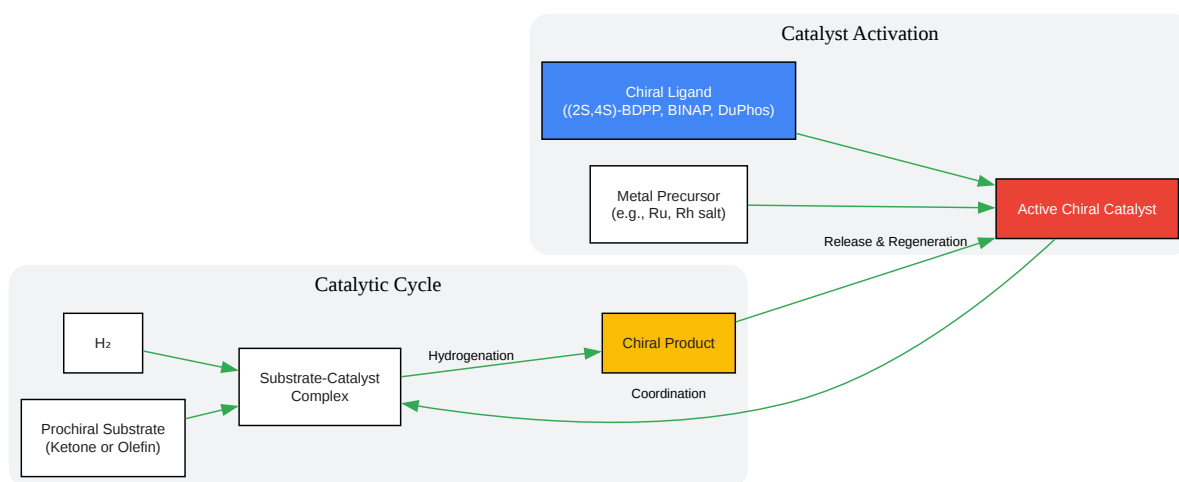 Catalyst Activation
Chiral Ligand
((2S,4S)-BDPP, BINAP, DuPhos)
Metal Precursor
(e.g., Ru, Rh salt)
Active Chiral Catalyst
Release & Regeneration
Catalytic Cycle
H₂
Prochiral Substrate
(Ketone or Olefin)
Substrate-Catalyst
Complex
Hydrogenation
Chiral Product
Coordination